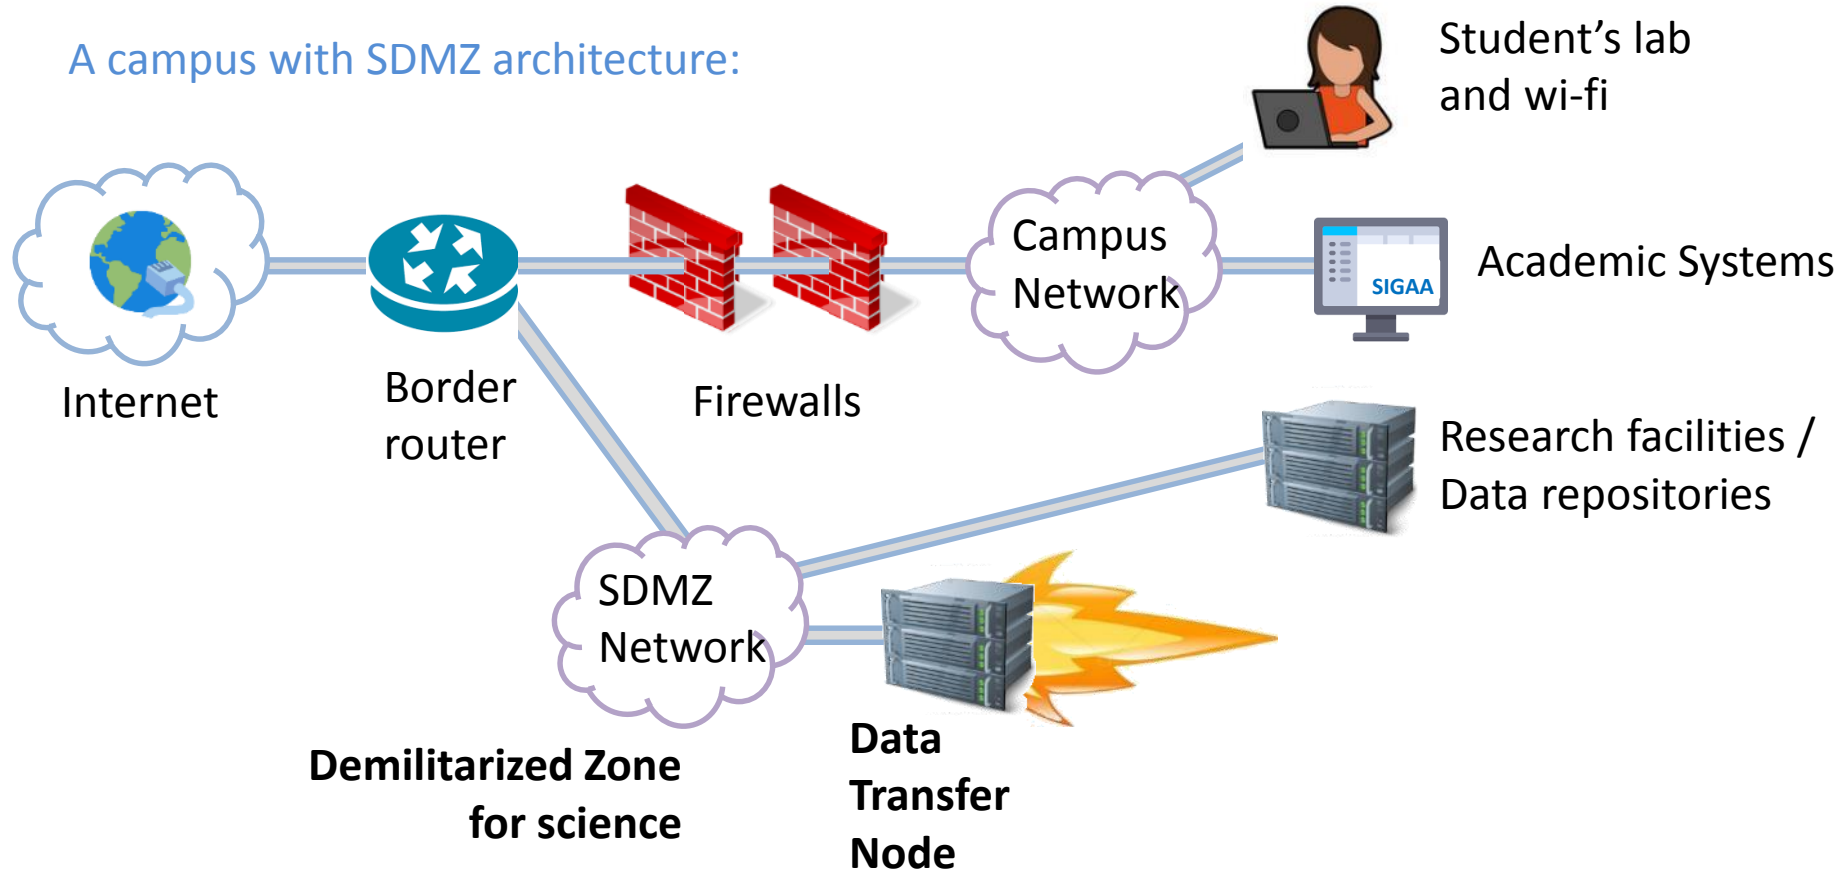 A campus with SDMZ architecture:
Student’s lab
and wi-fi
Campus
Network
SIGAA
Academic Systems
Internet
Border
router
Firewalls
Research facilities /
Data repositories
SDMZ
Network
Demilitarized Zone
for science
Data
Transfer
Node